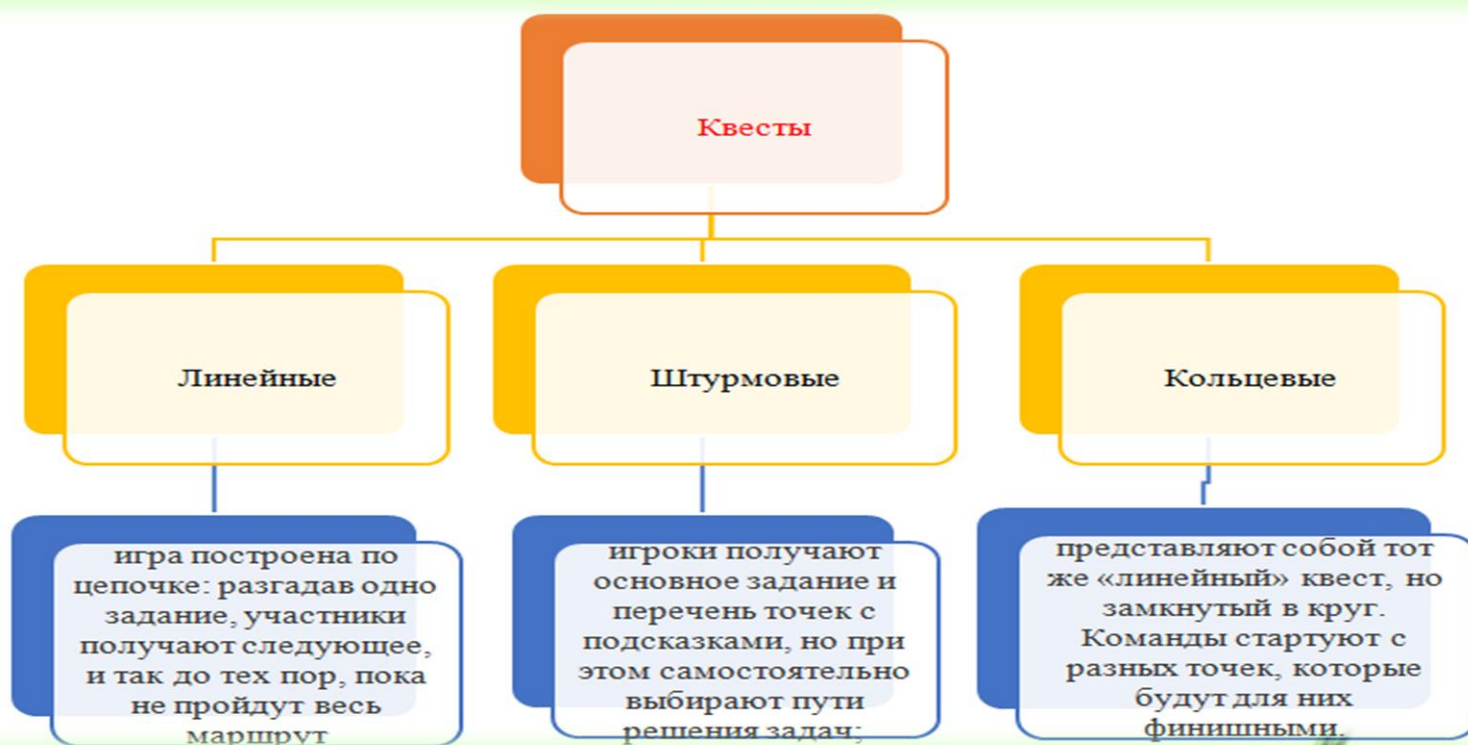 Квесты
Линейные
Штурмовые
Кольцевые
игра построена по
цепочке: разгадав одно
задание, участники
получают следующее,
и так до тех пор, пока
не пройдут весь
маршрут
игроки получают
основное задание и
перечень точек с
подсказками, но при
этом самостоятельно
выбирают пути
решения задач;
представляют собой тот
же «линейный» квест, но
замкнутый в круг.
Команды стартуют с
разных точек, которые
будут для них
финишными.